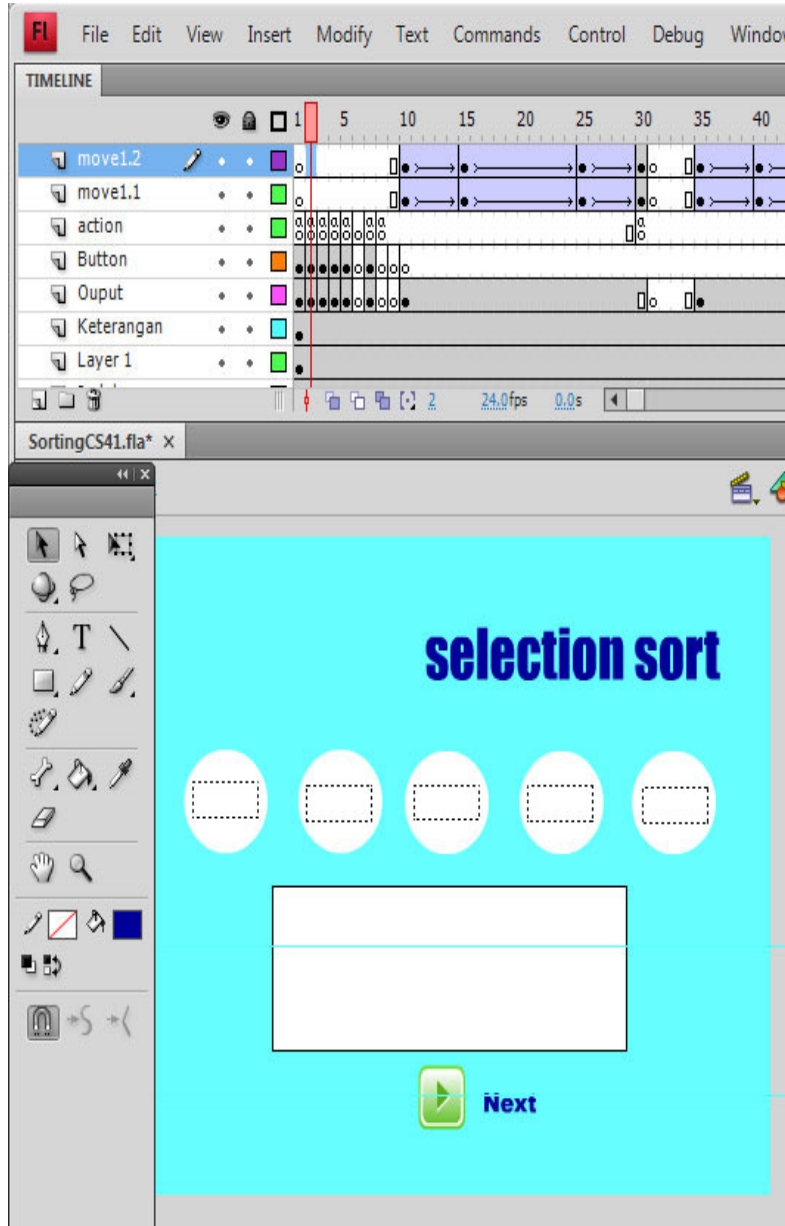 Fl File Edit View Insert Modify Text Commands Control Debug Window
TIMELINE
1 5 10 15 20 25 30 35 40
move1.2
move1.1
action
Button
Ouput
Keterangan
Layer 1
2 24.0fps 0.0s
SortingCS41.fla* ×
selection sort
Next